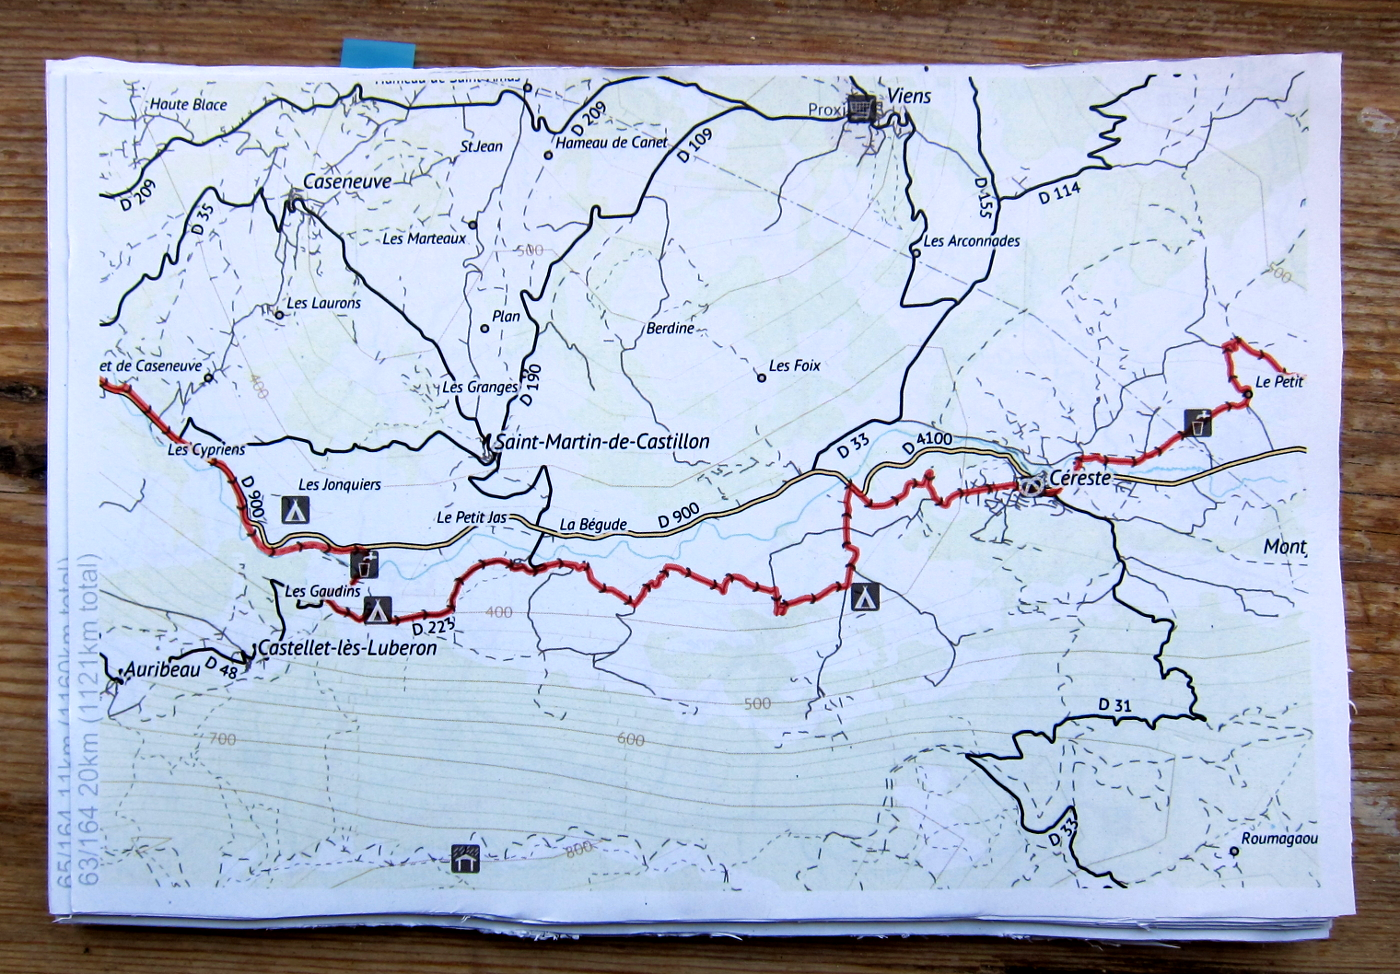 Hameau de Saint-Amas
Haute Blace
D 209
Proxi
Viens
StJean
D 209
Hameau de Canet
D 109
Caseneuve
D 35
D 155
D 114
Les Marteaux
500
Les Arconnades
500
Les Laurons
Plan
Berdine
et de Caseneuve
400
Les Granges
D 190
Les Foix
Le Petit
Les Cypriens
Saint-Martin-de-Castillon
D 33
D 4100
Céreste
D 900
Les Jonquiers
Le Petit Jas
La Bégude
D 900
Mont
Les Gaudins
400
D 223
Castellet-lès-Luberon
Auribeau
D 48
500
D 31
700
600
D 33
Roumagaou
800
65/164 11km (1160km total)
63/164 20km (1121km total)